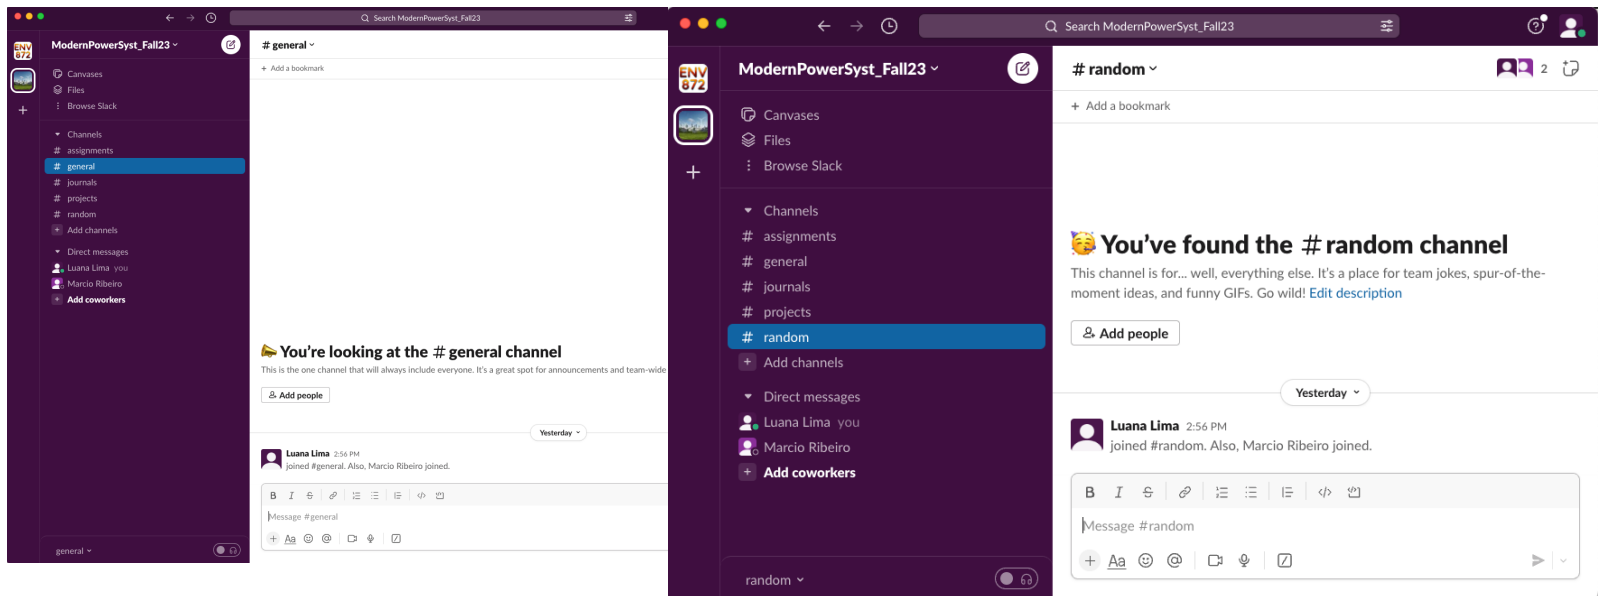 Search ModernPowerSyst_Fall23
ENV
872
ModernPowerSyst_Fall23
Canvases
Files
Browse Slack
Channels
# assignments
# general
# journals
# projects
# random
+ Add channels
Direct messages
Luana Lima you
Marcio Ribeiro
+ Add coworkers
general
# general
+ Add a bookmark
You're looking at the # general channel
This is the one channel that will always include everyone. It's a great spot for announcements and team-wide
Add people
Yesterday
Luana Lima 2:56 PM
joined #general. Also, Marcio Ribeiro joined.
B I S
Message #general
+ Aa @
Search ModernPowerSyst_Fall23
ENV
872
ModernPowerSyst_Fall23
Canvases
Files
Browse Slack
Channels
# assignments
# general
# journals
# projects
# random
+ Add channels
Direct messages
Luana Lima you
Marcio Ribeiro
+ Add coworkers
random
# random
2
+ Add a bookmark
You've found the # random channel
This channel is for... well, everything else. It's a place for team jokes, spur-of-the-
moment ideas, and funny GIFs. Go wild! Edit description
Add people
Yesterday
Luana Lima 2:56 PM
joined #random. Also, Marcio Ribeiro joined.
B I S
Message #random
+ Aa @